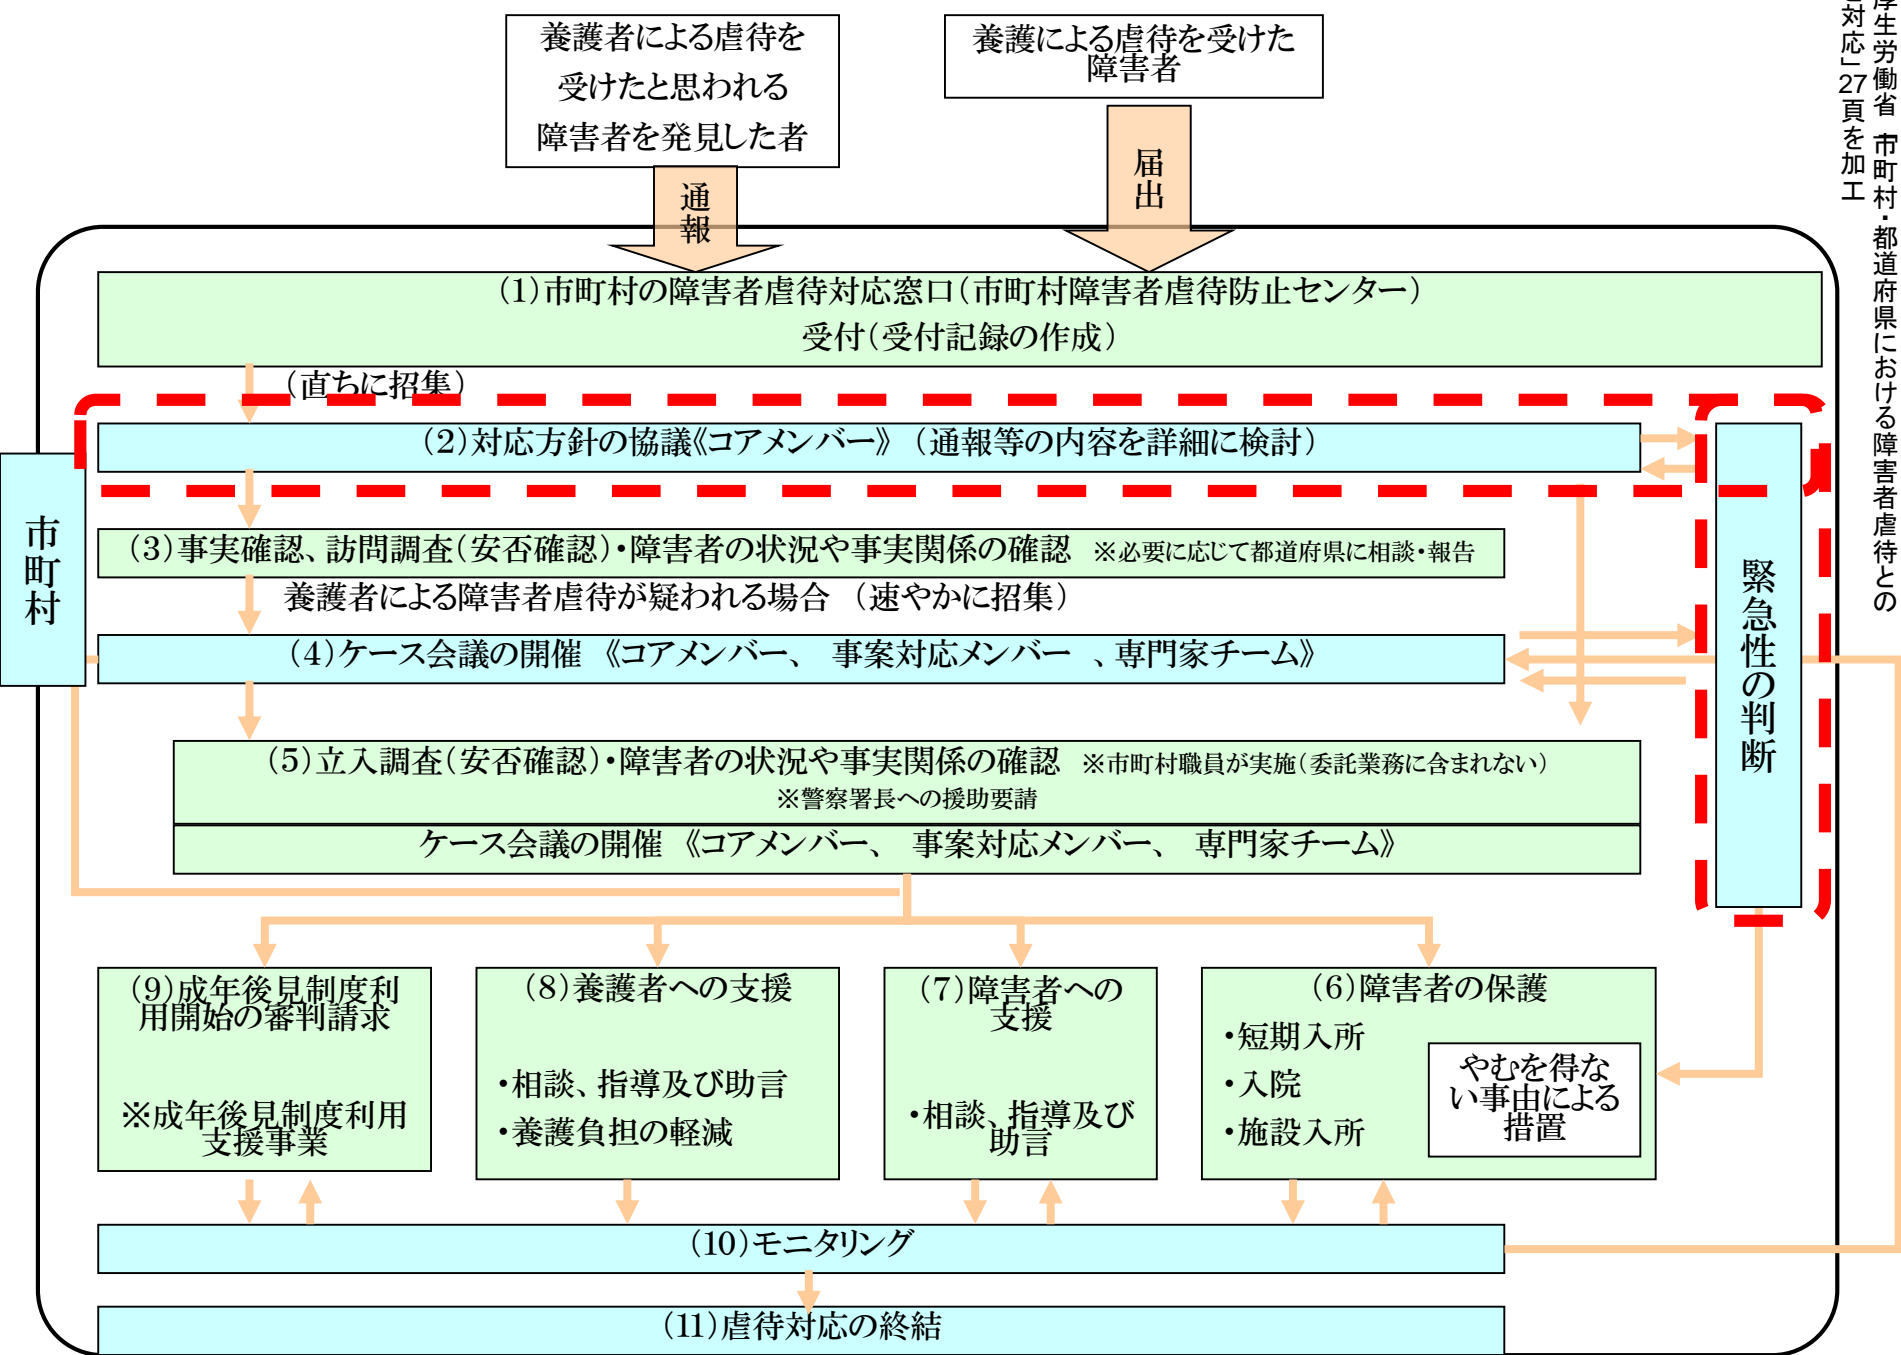 養護者による虐待を
受けたと思われる
障害者を発見した者
養護による虐待を受けた
障害者
厚生労働省「市町村・都道府県における障害者虐待との
対応」27頁を加工
通報
届出
(1)市町村の障害者虐待対応窓口(市町村障害者虐待防止センター)
受付(受付記録の作成)
(直ちに招集)
(2)対応方針の協議《コアメンバー》 (通報等の内容を詳細に検討)
市町村
緊急性の判断
(3)事実確認、訪問調査(安否確認)・障害者の状況や事実関係の確認 ※必要に応じて都道府県に相談・報告
養護者による障害者虐待が疑われる場合 (速やかに招集)
(4)ケース会議の開催 《コアメンバー、 事案対応メンバー 、専門家チーム》
(5)立入調査(安否確認)・障害者の状況や事実関係の確認 ※市町村職員が実施(委託業務に含まれない)
※警察署長への援助要請
ケース会議の開催 《コアメンバー、 事案対応メンバー、 専門家チーム》
(9)成年後見制度利
用開始の審判請求
※成年後見制度利用
支援事業
(8)養護者への支援
・相談、指導及び助言
・養護負担の軽減
(7)障害者への
支援
・相談、指導及び
助言
(6)障害者の保護
・短期入所
・入院
・施設入所
やむを得な
い事由による
措置
(10)モニタリング
(11)虐待対応の終結